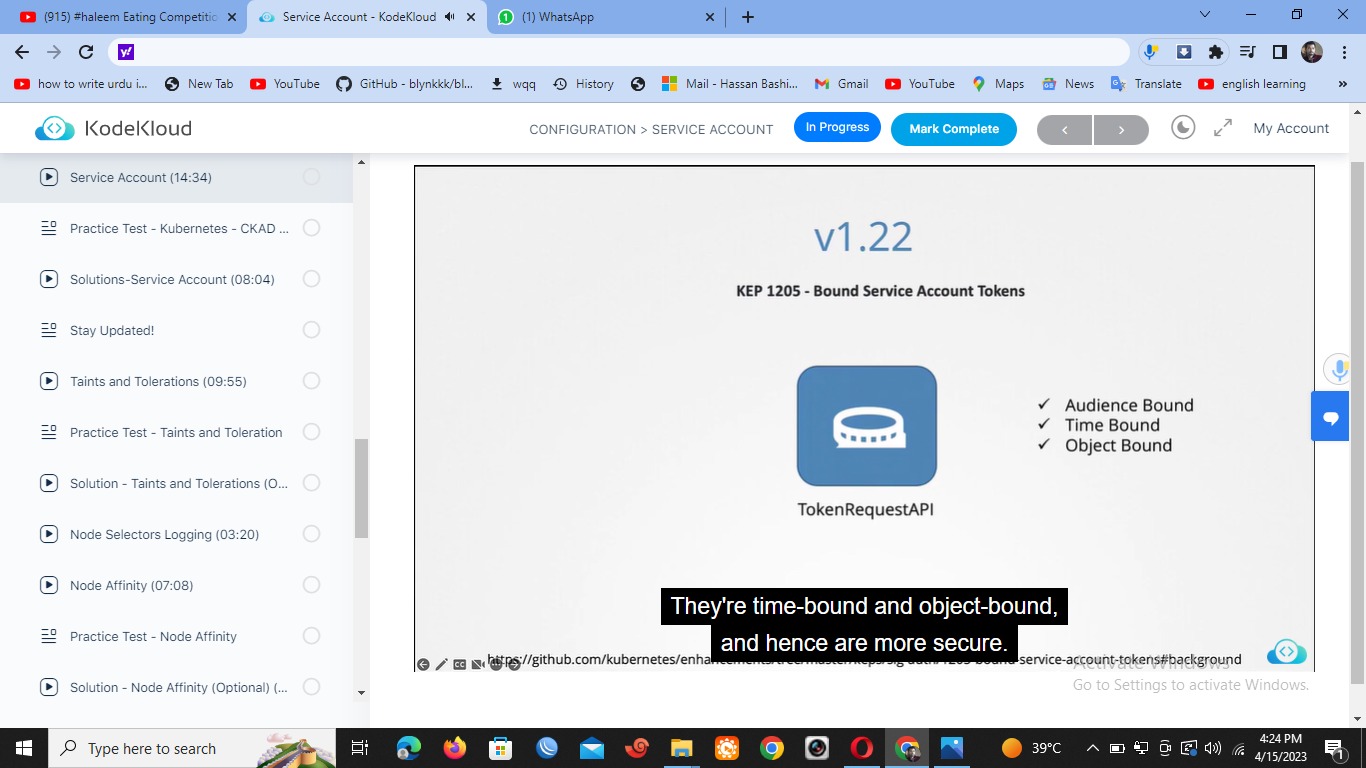 (915) #haleem Eating Competitio
Service Account - KodeKloud
(1) WhatsApp
how to write urdu i...
New Tab
YouTube
GitHub - blynkkk/bl...
wqq
History
Mail - Hassan Bashi...
Gmail
YouTube
Maps
News
Translate
english learning
»
KodeKloud
CONFIGURATION > SERVICE ACCOUNT
In Progress
Mark Complete
My Account
Service Account (14:34)
Practice Test - Kubernetes - CKAD ...
Solutions-Service Account (08:04)
Stay Updated!
Taints and Tolerations (09:55)
Practice Test - Taints and Toleration
Solution - Taints and Tolerations (O...
Node Selectors Logging (03:20)
Node Affinity (07:08)
Practice Test - Node Affinity
Solution - Node Affinity (Optional) (...
v1.22
KEP 1205 - Bound Service Account Tokens
TokenRequestAPI
✓ Audience Bound
✓ Time Bound
✓ Object Bound
They're time-bound and object-bound,
and hence are more secure.
https://github.com/kubernetes/enhancements/tree/master/keps/sig-auth/1205-bound-service-account-tokens#background
Activate Windows
Go to Settings to activate Windows.
Type here to search
39°C
4:24 PM
4/15/2023
1